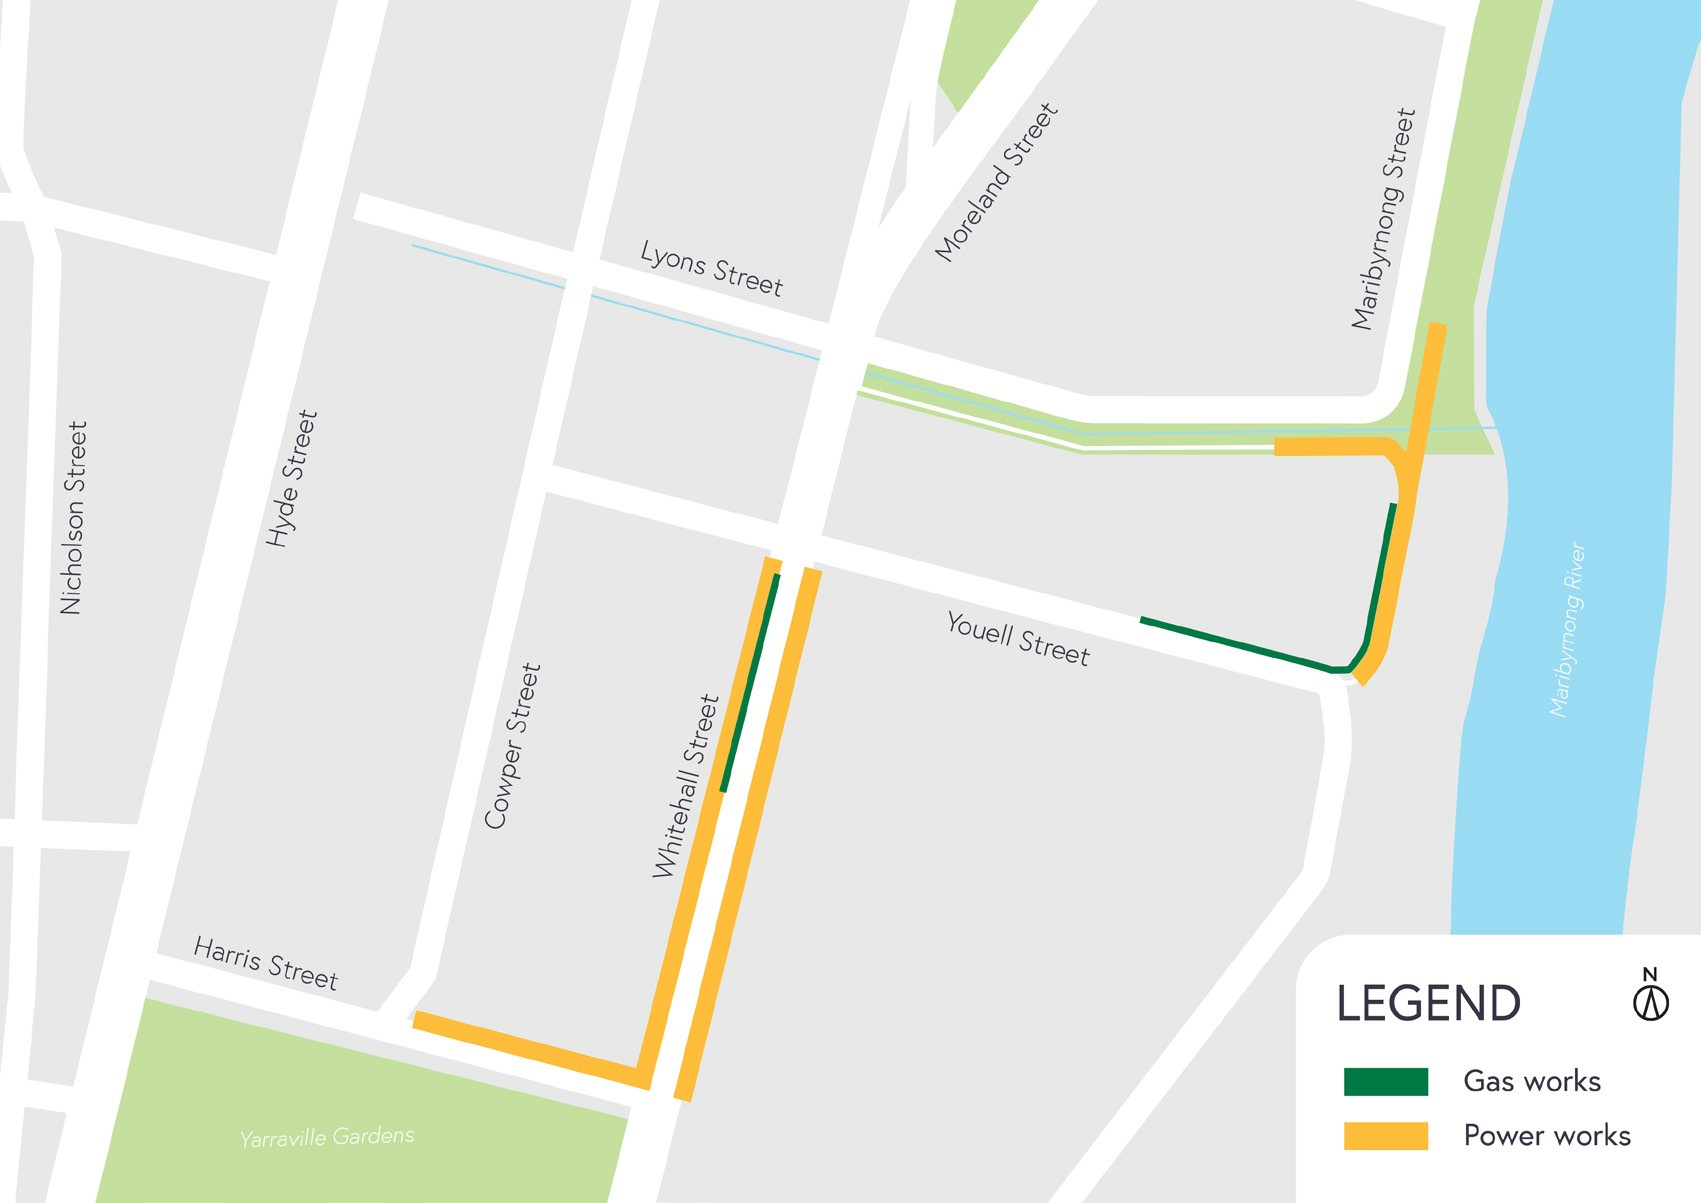 Moreland Street
Maribyrnong Street
Lyons Street
Nicholson Street
Hyde Street
Maribyrnong River
Youell Street
Cowper Street
Whitehall Street
Harris Street
Yarraville Gardens
LEGEND
N
Gas works
Power works